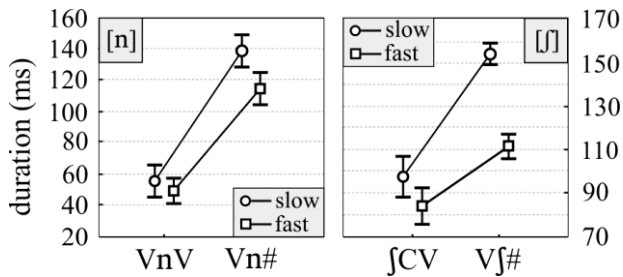 duration (ms)
160
140
120
100
80
60
40
20
[n]
slow
fast
VnV
Vn#
slow
fast
[ʃ]
170
150
130
110
90
70
ʃCV
Vʃ#